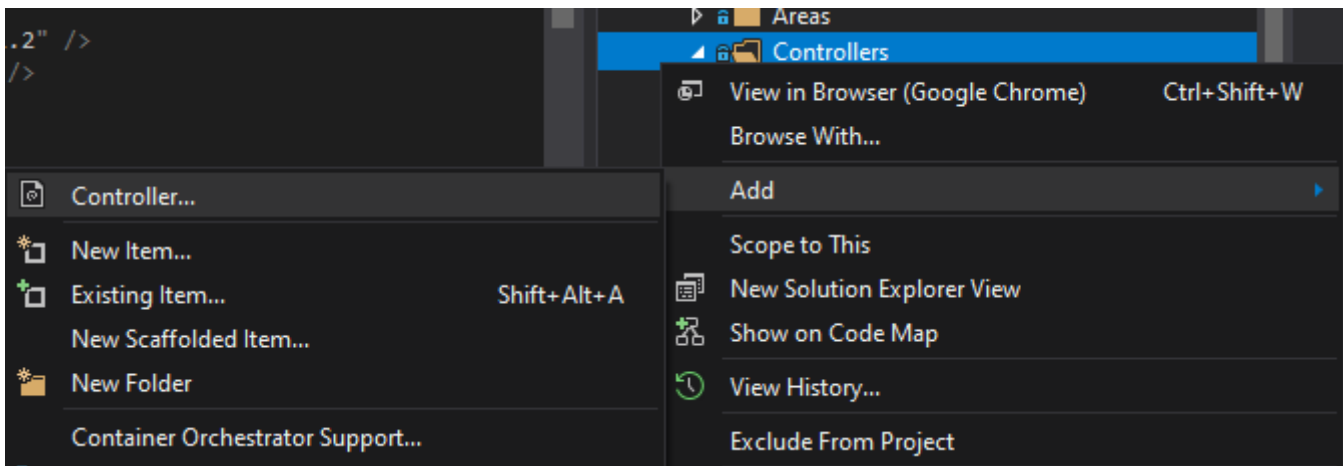 .2" />
/>
Areas
Controllers
View in Browser (Google Chrome) Ctrl+Shift+W
Browse With...
Add
Scope to This
New Solution Explorer View
Show on Code Map
View History...
Exclude From Project
Controller...
New Item...
Existing Item... Shift+Alt+A
New Scaffolded Item...
New Folder
Container Orchestrator Support...